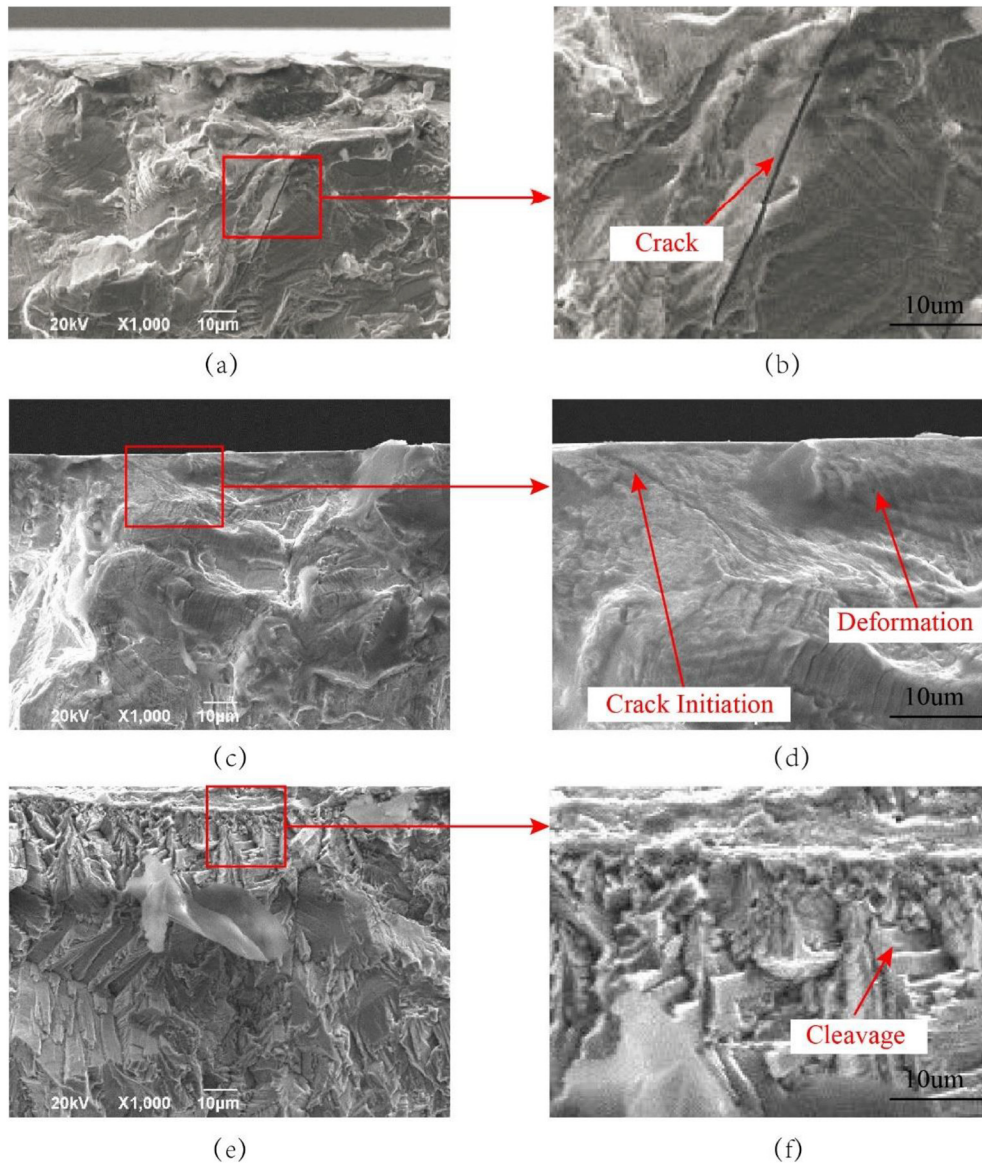 Crack
10um
20kV X1,000 10μm
(a)
(b)
Deformation
Crack Initiation
10um
20kV X1,000 10μm
(c)
(d)
Cleavage
10um
20kV X1,000 10μm
(e)
(f)